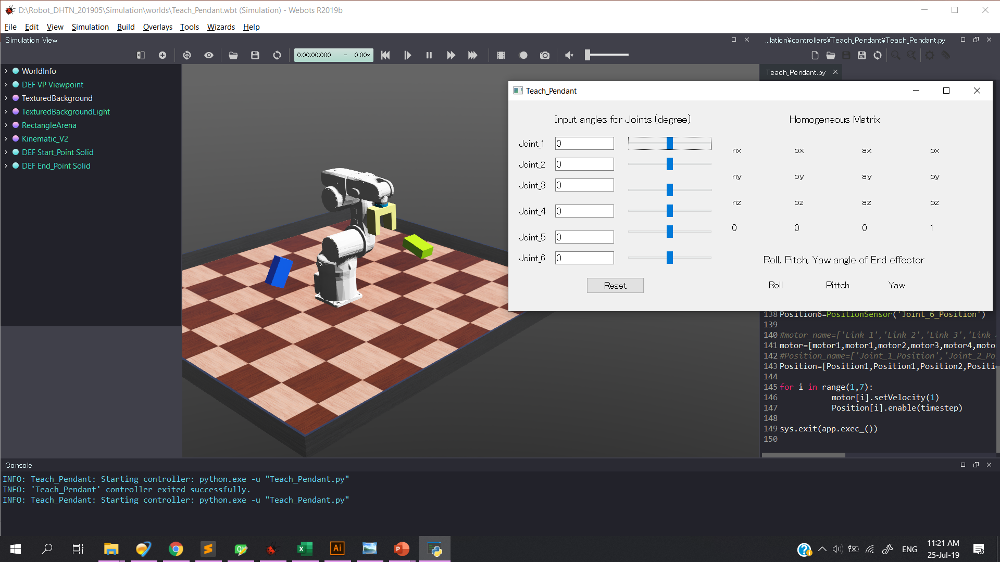 D:\Robot_DHTN_201905\Simulation\worlds\Teach_Pendant.wbt (Simulation) - Webots R2019b
File Edit View Simulation Build Overlays Tools Wizards Help
Simulation View
...lation¥controllers¥Teach_Pendant¥Teach_Pendant.py
0:00:00:000 – 0.00x
WorldInfo
DEF VP Viewpoint
TexturedBackground
TexturedBackgroundLight
RectangleArena
Kinematic_V2
DEF Start_Point Solid
DEF End_Point Solid
Teach_Pendant.py
Teach_Pendant
Input angles for Joints (degree)
Joint_1 0
Joint_2 0
Joint_3 0
Joint_4 0
Joint_5 0
Joint_6 0
Reset
Homogeneous Matrix
nx ox ax px
ny oy ay py
nz oz az pz
0 0 0 1
Roll, Pitch, Yaw angle of End effector
Roll Pittch Yaw
138 Position6=PositionSensor('Joint_6_Position')
139
140 #motor_name=['Link_1','Link_2','Link_3','Link_
141 motor=[motor1,motor1,motor2,motor3,motor4,moto
142 #Position_name=['Joint_1_Position','Joint_2_Po
143 Position=[Position1,Position1,Position2,Positi
144
145 for i in range(1,7):
146 motor[i].setVelocity(1)
147 Position[i].enable(timestep)
148
149 sys.exit(app.exec_())
150
Console
INFO: Teach_Pendant: Starting controller: python.exe -u "Teach_Pendant.py"
INFO: 'Teach_Pendant' controller exited successfully.
INFO: Teach_Pendant: Starting controller: python.exe -u "Teach_Pendant.py"
Ai
ENG
11:21 AM
25-Jul-19